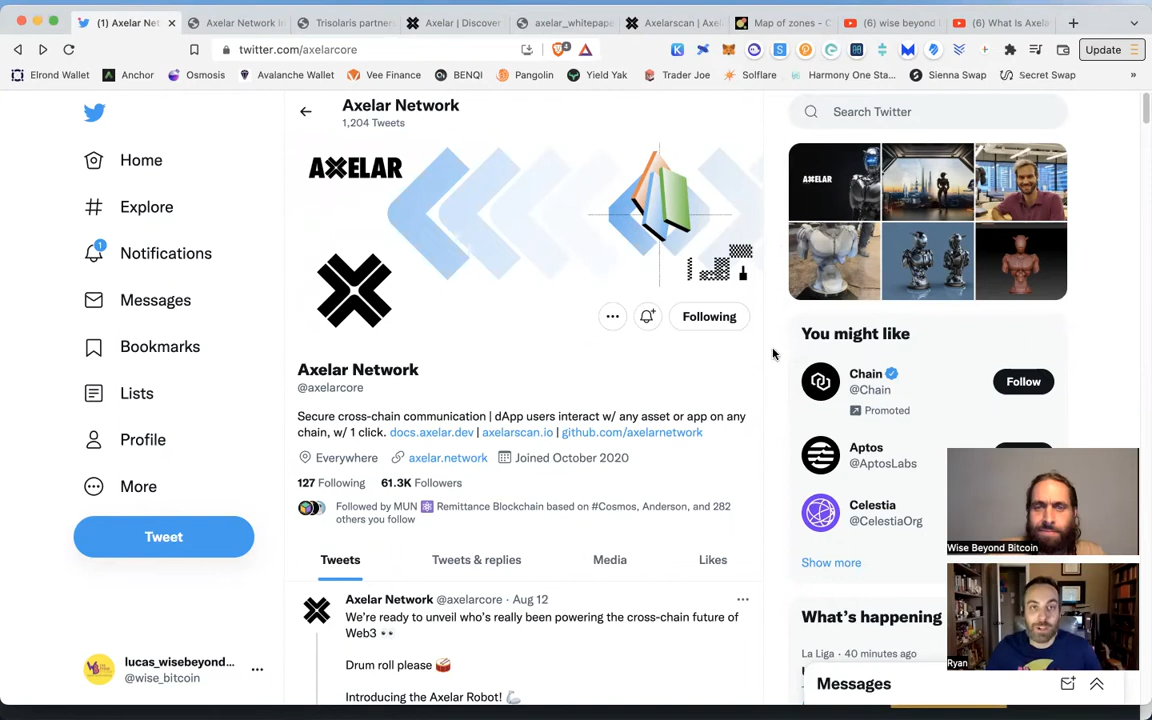 (1) Axelar Net
Axelar Network In
Trisolaris partner
Axelar | Discover
axelar_whitepape
Axelarscan | Axel
Map of zones - C
(6) wise beyond
(6) What Is Axela
twitter.com/axelarcore
4
Update
Elrond Wallet
Anchor
Osmosis
Avalanche Wallet
Vee Finance
BENQI
Pangolin
Yield Yak
Trader Joe
Solflare
Harmony One Sta...
Sienna Swap
Secret Swap
»
Home
Explore
1
Notifications
Messages
Bookmarks
Lists
Profile
More
Tweet
lucas_wisebeyond...
@wise_bitcoin
Axelar Network
1,204 Tweets
AXELAR
Following
Axelar Network
@axelarcore
Secure cross-chain communication | dApp users interact w/ any asset or app on any
chain, w/ 1 click. docs.axelar.dev | axelarscan.io | github.com/axelarnetwork
Everywhere axelar.network Joined October 2020
127 Following 61.3K Followers
Followed by MUN ⚛ Remittance Blockchain based on #Cosmos, Anderson, and 282
others you follow
Tweets
Tweets & replies
Media
Likes
Axelar Network @axelarcore · Aug 12
We're ready to unveil who's really been powering the cross-chain future of
Web3 👀
Drum roll please 🥁
Introducing the Axelar Robot! 🦾
Search Twitter
AXELAR
You might like
Chain
@Chain
Promoted
Follow
Aptos
@AptosLabs
Celestia
@CelestiaOrg
Show more
What's happening
La Liga · 40 minutes ago
Messages
Wise Beyond Bitcoin
Ryan